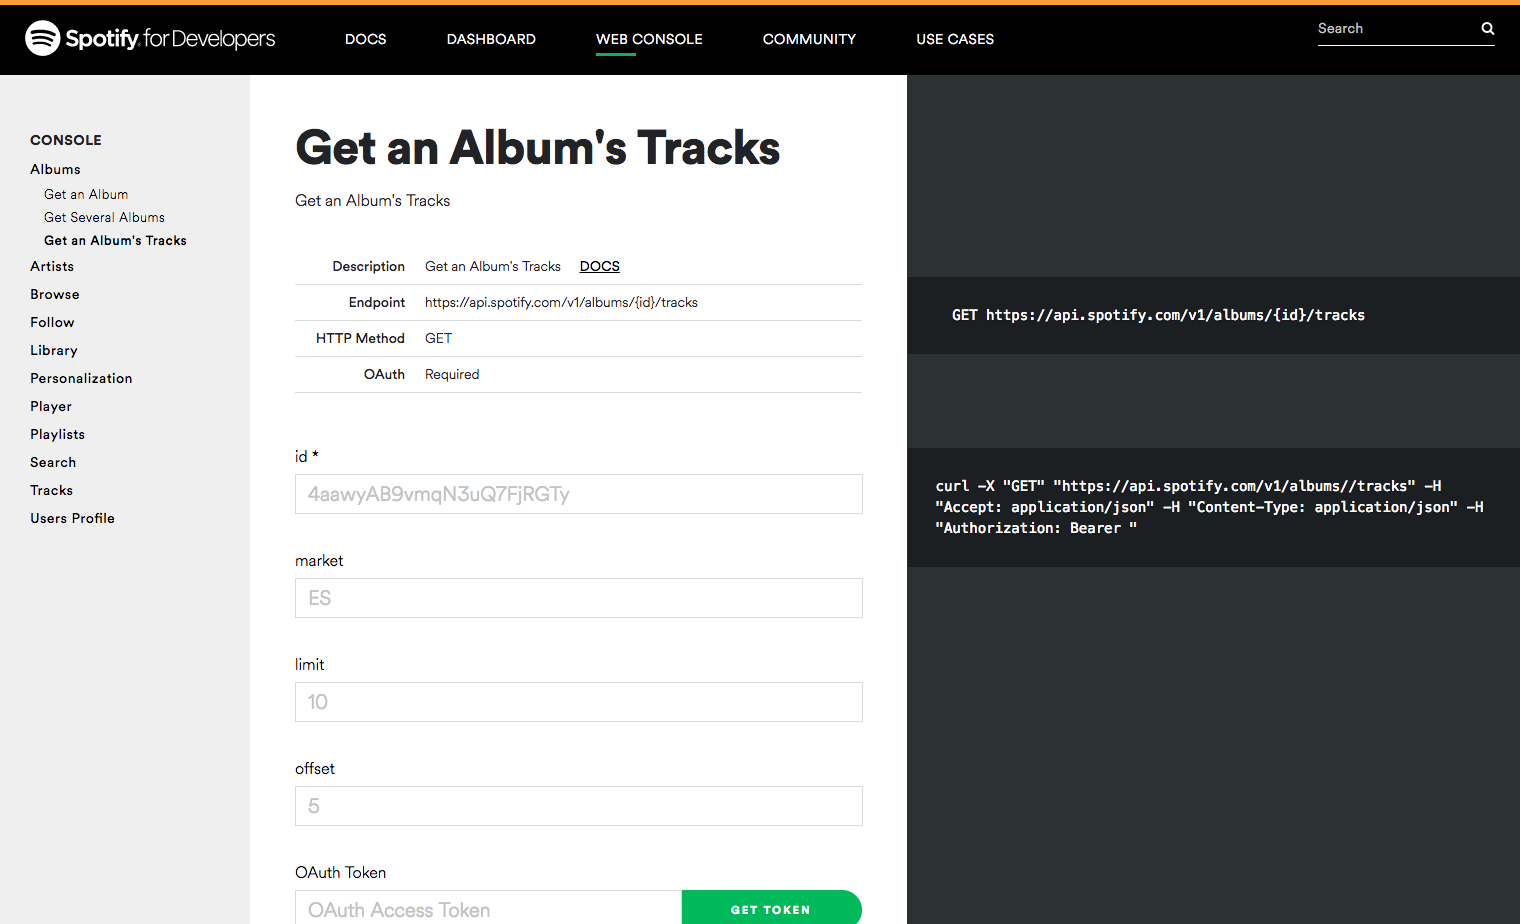 Spotify for Developers
DOCS
DASHBOARD
WEB CONSOLE
COMMUNITY
USE CASES
Search
CONSOLE
Albums
Get an Album
Get Several Albums
Get an Album's Tracks
Artists
Browse
Follow
Library
Personalization
Player
Playlists
Search
Tracks
Users Profile
Get an Album's Tracks
Get an Album's Tracks
Description Get an Album's Tracks DOCS
Endpoint https://api.spotify.com/v1/albums/{id}/tracks
HTTP Method GET
OAuth Required
id *
4aawyAB9vmqN3uQ7FjRGTy
market
ES
limit
10
offset
5
OAuth Token
OAuth Access Token
GET TOKEN
GET https://api.spotify.com/v1/albums/{id}/tracks
curl -X "GET" "https://api.spotify.com/v1/albums//tracks" -H
"Accept: application/json" -H "Content-Type: application/json" -H
"Authorization: Bearer "